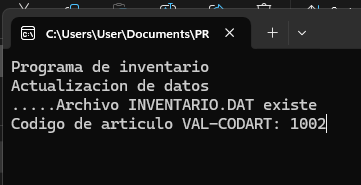 C:\Users\User\Documents\PR
Programa de inventario
Actualizacion de datos
.....Archivo INVENTARIO.DAT existe
Codigo de articulo VAL-CODART: 1002